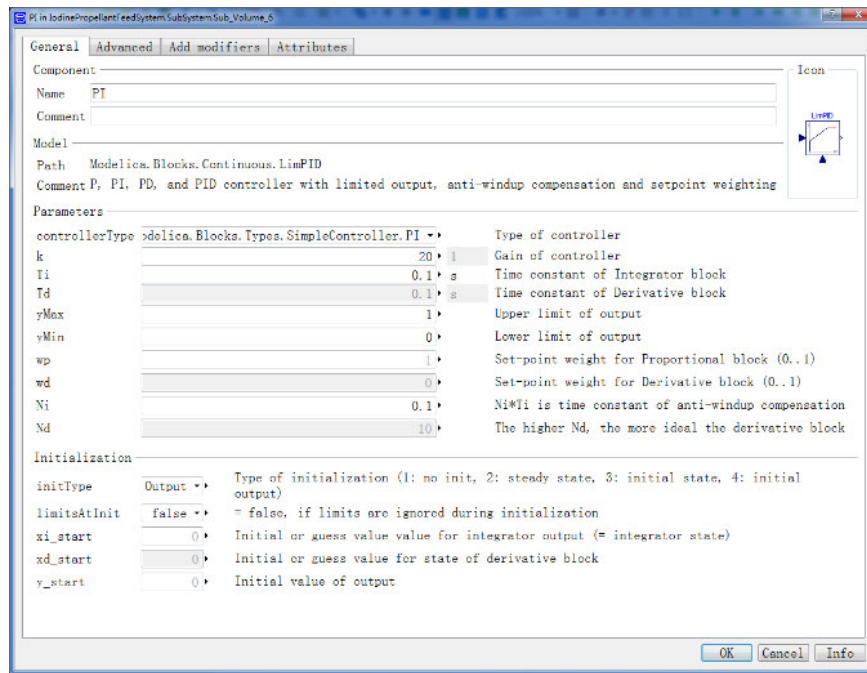 PI in IodinePropellantFeedSystem.SubSystem.Sub_Volume_6
General Advanced Add modifiers Attributes
Component
Icon
Name PI
Comment
LimPID
Model
Path Modelica.Blocks.Continuous.LimPID
Comment P, PI, PD, and PID controller with limited output, anti-windup compensation and setpoint weighting
Parameters
controllerType odelica.Blocks.Types.SimpleController.PI Type of controller
k 20 1 Gain of controller
Ti 0.1 s Time constant of Integrator block
Td 0.1 s Time constant of Derivative block
yMax 1 Upper limit of output
yMin 0 Lower limit of output
wp 1 Set-point weight for Proportional block (0..1)
wd 0 Set-point weight for Derivative block (0..1)
Ni 0.1 Ni*Ti is time constant of anti-windup compensation
Nd 10 The higher Nd, the more ideal the derivative block
Initialization
initType Output Type of initialization (1: no init, 2: steady state, 3: initial state, 4: initial
output)
limitsAtInit false = false, if limits are ignored during initialization
xi_start 0 Initial or guess value value for integrator output (= integrator state)
xd_start 0 Initial or guess value for state of derivative block
y_start 0 Initial value of output
OK Cancel Info